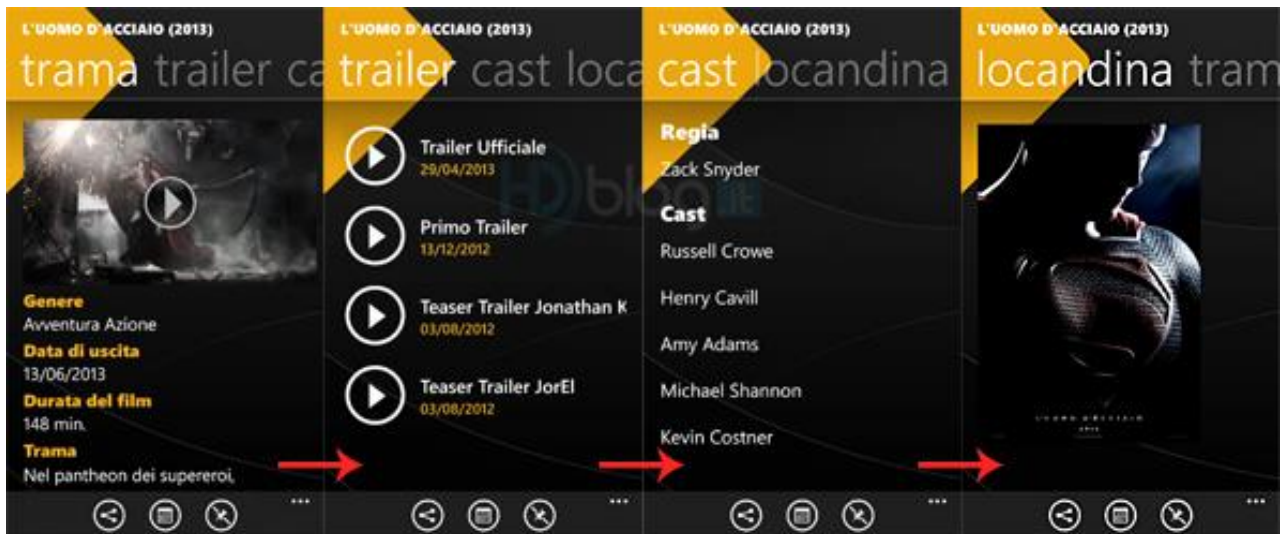 L'UOMO D'ACCIAIO (2013)
trama trailer ca
Genere
Avventura Azione
Data di uscita
13/06/2013
Durata del film
148 min.
Trama
Nel pantheon dei supereroi,
L'UOMO D'ACCIAIO (2013)
trailer cast loca
Trailer Ufficiale
29/04/2013
Primo Trailer
13/12/2012
Teaser Trailer Jonathan K
03/08/2012
Teaser Trailer JorEl
03/08/2012
HDblog.it
L'UOMO D'ACCIAIO (2013)
cast locandina
Regia
Zack Snyder
Cast
Russell Crowe
Henry Cavill
Amy Adams
Michael Shannon
Kevin Costner
L'UOMO D'ACCIAIO (2013)
locandina tram
L'UOMO D'ACCIAIO